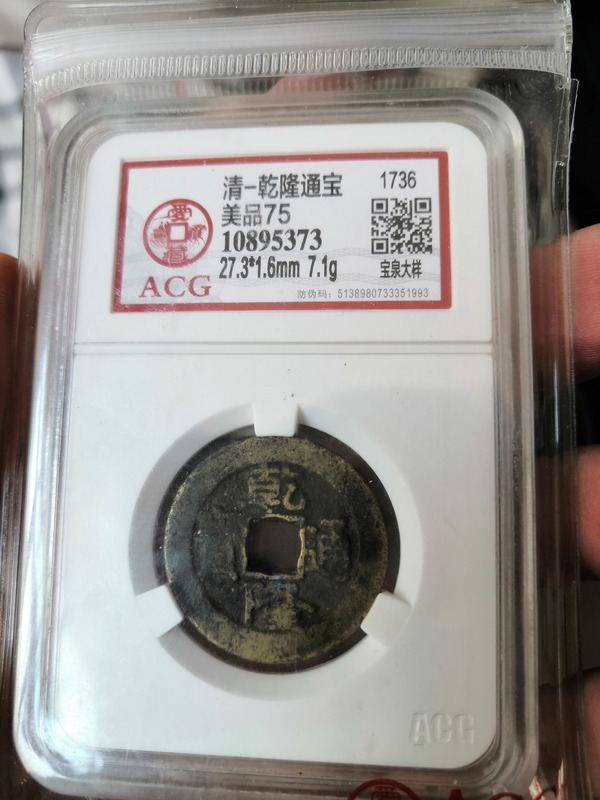 清-乾隆通宝 1736
美品75
10895373
27.3*1.6mm 7.1g 宝泉大样
ACG
防伪码：5138980733351993
乾
通
隆
ACG